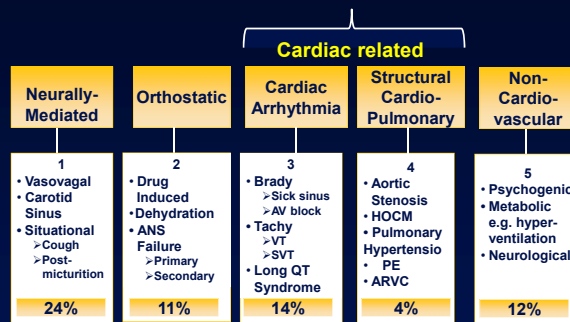 Cardiac related
Neurally-
Mediated
Orthostatic
Cardiac
Arrhythmia
Structural
Cardio-
Pulmonary
Non-
Cardio-
vascular
1
• Vasovagal
• Carotid
Sinus
• Situational
➢Cough
➢Post-
micturition
24%
2
• Drug
Induced
• Dehydration
• ANS
Failure
➢Primary
➢Secondary
11%
3
• Brady
➢Sick sinus
➢AV block
• Tachy
➢VT
➢SVT
• Long QT
Syndrome
14%
4
• Aortic
Stenosis
• HOCM
• Pulmonary
Hypertensio
• PE
• ARVC
4%
5
• Psychogenic
• Metabolic
e.g. hyper-
ventilation
• Neurological
12%